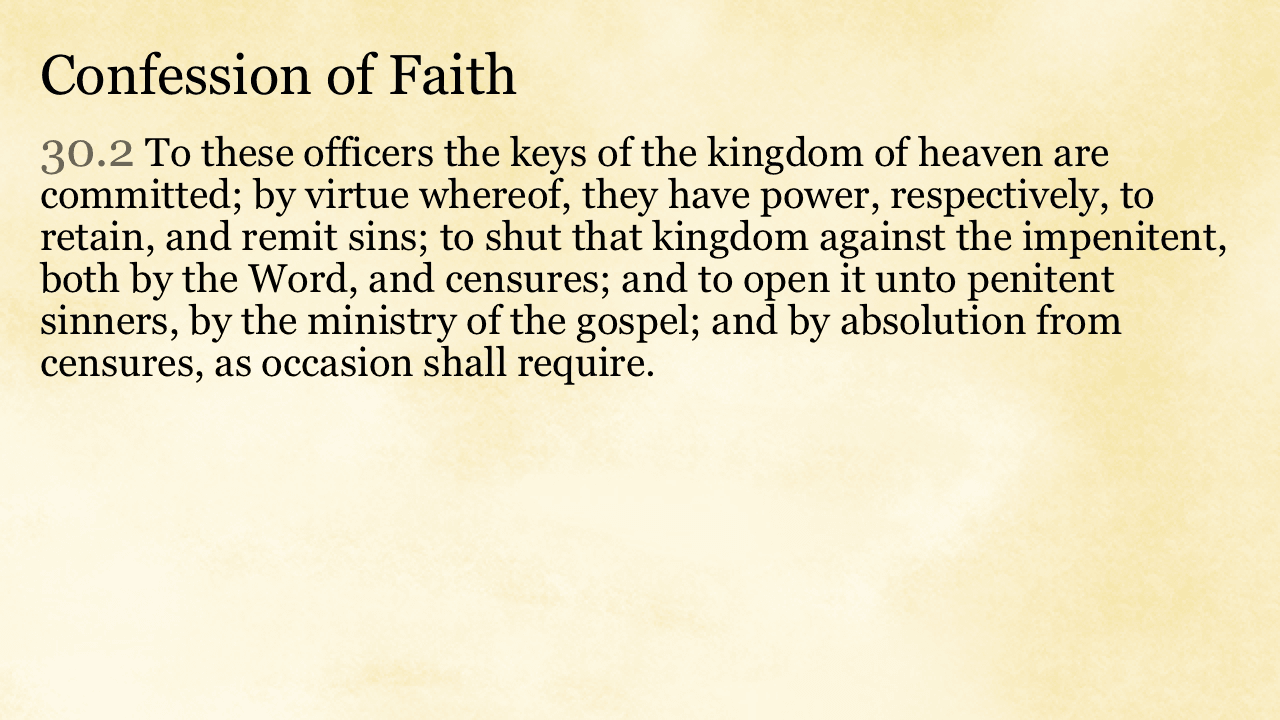 Confession of Faith
30.2 To these officers the keys of the kingdom of heaven are
committed; by virtue whereof, they have power, respectively, to
retain, and remit sins; to shut that kingdom against the impenitent,
both by the Word, and censures; and to open it unto penitent
sinners, by the ministry of the gospel; and by absolution from
censures, as occasion shall require.